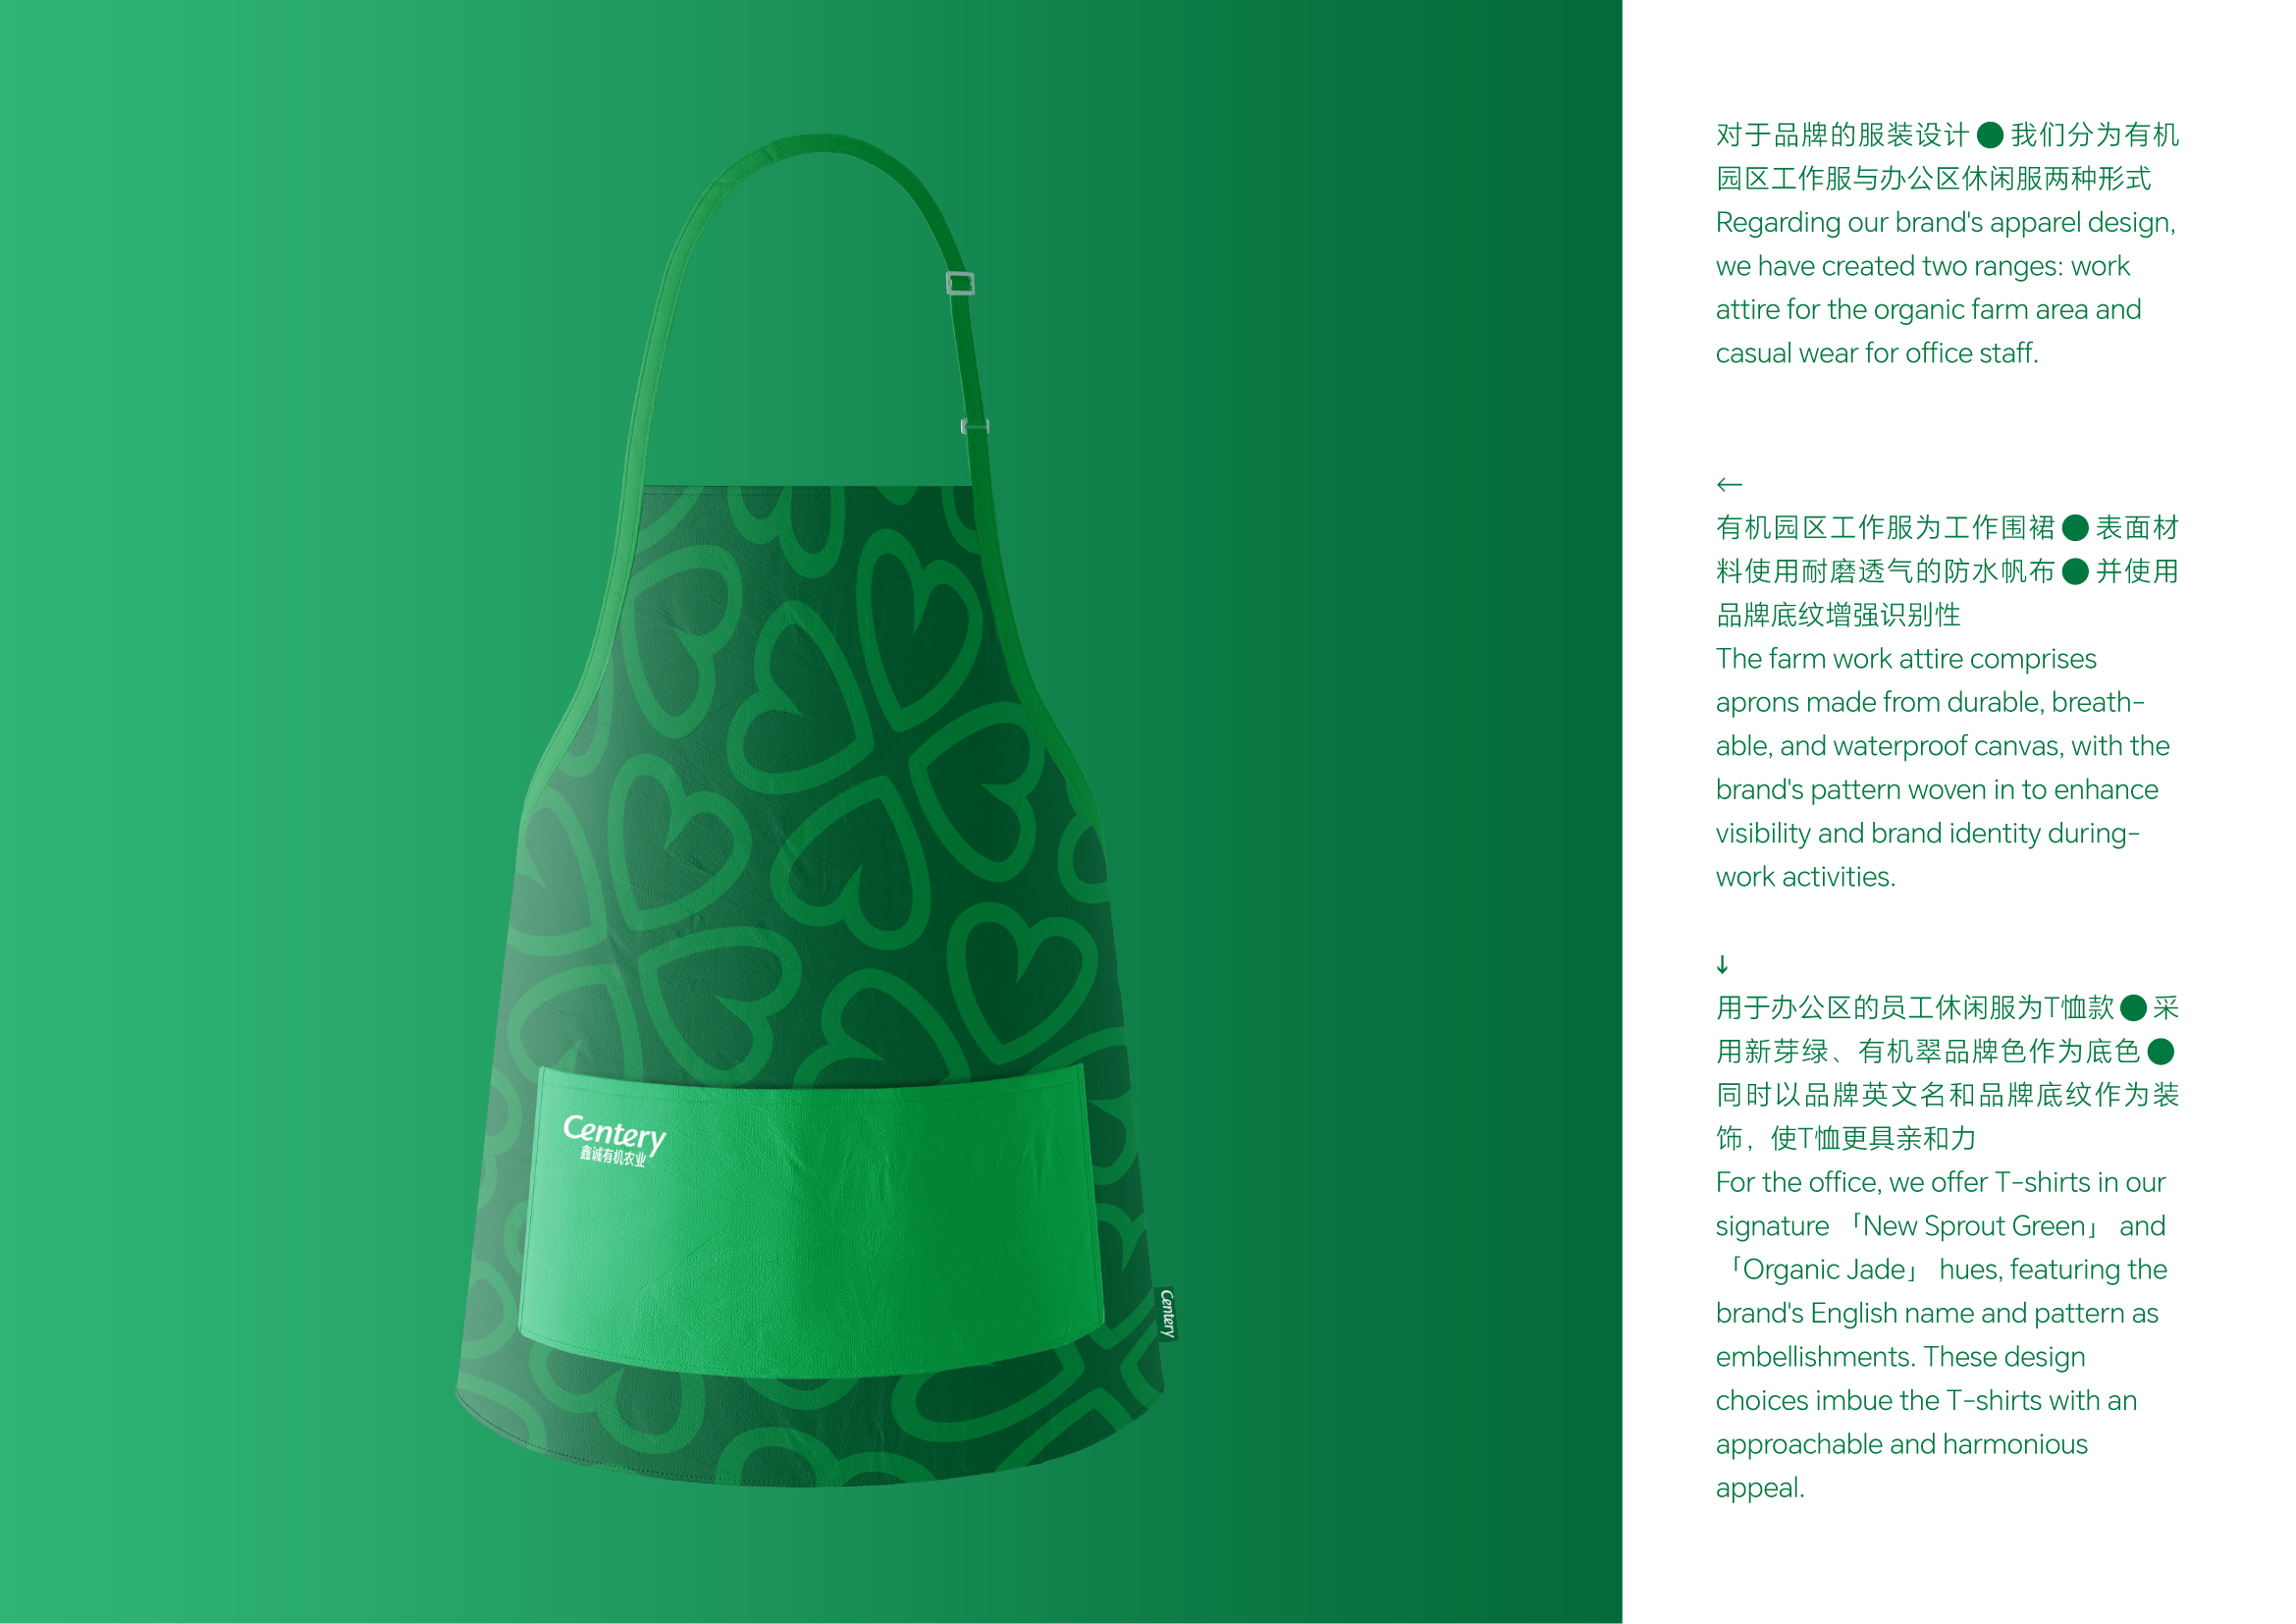 Centery
鑫诚有机农业
Centery
对于品牌的服装设计●我们分为有机
园区工作服与办公区休闲服两种形式
Regarding our brand's apparel design,
we have created two ranges: work
attire for the organic farm area and
casual wear for office staff.
←
有机园区工作服为工作围裙●表面材
料使用耐磨透气的防水帆布●并使用
品牌底纹增强识别性
The farm work attire comprises
aprons made from durable, breath-
able, and waterproof canvas, with the
brand's pattern woven in to enhance
visibility and brand identity during-
work activities.
↓
用于办公区的员工休闲服为T恤款●采
用新芽绿、有机翠品牌色作为底色●
同时以品牌英文名和品牌底纹作为装
饰，使T恤更具亲和力
For the office, we offer T-shirts in our
signature 「New Sprout Green」 and
「Organic Jade」 hues, featuring the
brand's English name and pattern as
embellishments. These design
choices imbue the T-shirts with an
approachable and harmonious
appeal.